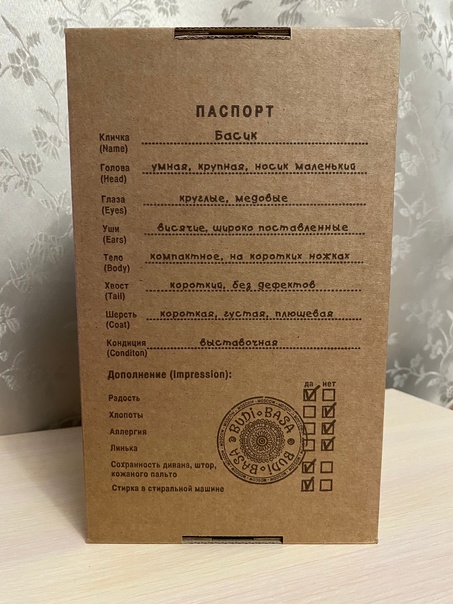 ПАСПОРТ
Кличка Басик
(Name)
Голова умная, крупная, носик маленький
(Head)
Глаза круглые, медовые
(Eyes)
Уши висячие, широко поставленные
(Ears)
Тело компактное, на коротких ножках
(Body)
Хвост короткий, без дефектов
(Tail)
Шерсть короткая, густая, плюшевая
(Coat)
Кондиция выставочная
(Conditon)
Дополнение (Impression):
да нет
Радость
Хлопоты
Аллергия
Линька
Сохранность дивана, штор,
кожаного пальто
Стирка в стиральной машине
BUDI BASA
BUDI BASA